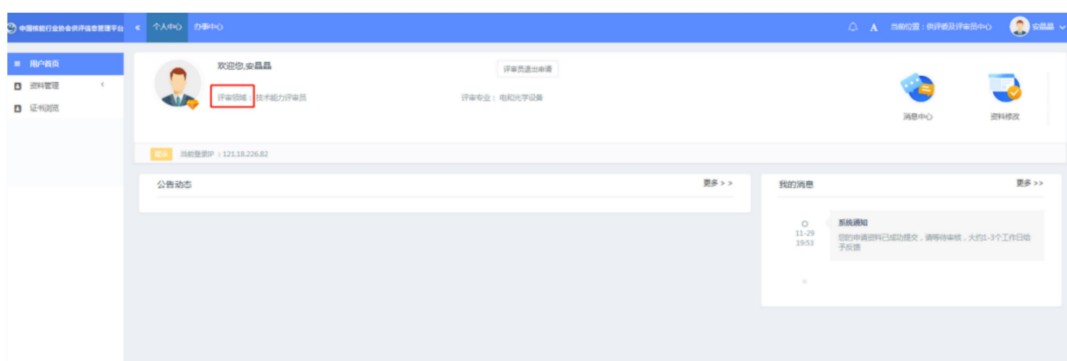 中国核能行业协会供评信息管理平台
个人中心 办事中心
A 当前位置：供评委及评审员中心 安晶晶
用户首页
资料管理
证书浏览
欢迎您,安晶晶
评审员退出申请
评审领域： 技术能力评审员
评审专业： 电和光学设备
消息中心
资料修改
提示 当前登录IP ：121.18.226.82
公告动态 更多> >
我的消息 更多 >>
11-29
19:53
系统通知
您的申请资料已成功提交，请等待审核，大约1-3个工作日给
予反馈